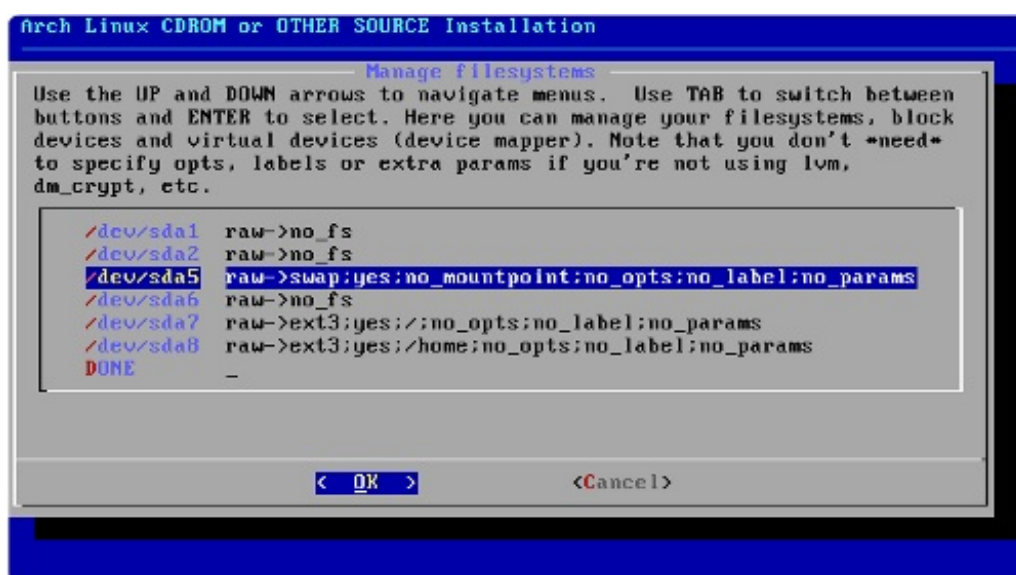 Arch Linux CDROM or OTHER SOURCE Installation
Manage filesystems
Use the UP and DOWN arrows to navigate menus.  Use TAB to switch between
buttons and ENTER to select. Here you can manage your filesystems, block
devices and virtual devices (device mapper). Note that you don't *need*
to specify opts, labels or extra params if you're not using lvm,
dm_crypt, etc.
/dev/sda1  raw->no_fs
/dev/sda2  raw->no_fs
/dev/sda5  raw->swap;yes;no_mountpoint;no_opts;no_label;no_params
/dev/sda6  raw->no_fs
/dev/sda7  raw->ext3;yes;/;no_opts;no_label;no_params
/dev/sda8  raw->ext3;yes;/home;no_opts;no_label;no_params
DONE       _
<  OK  >  <Cancel>